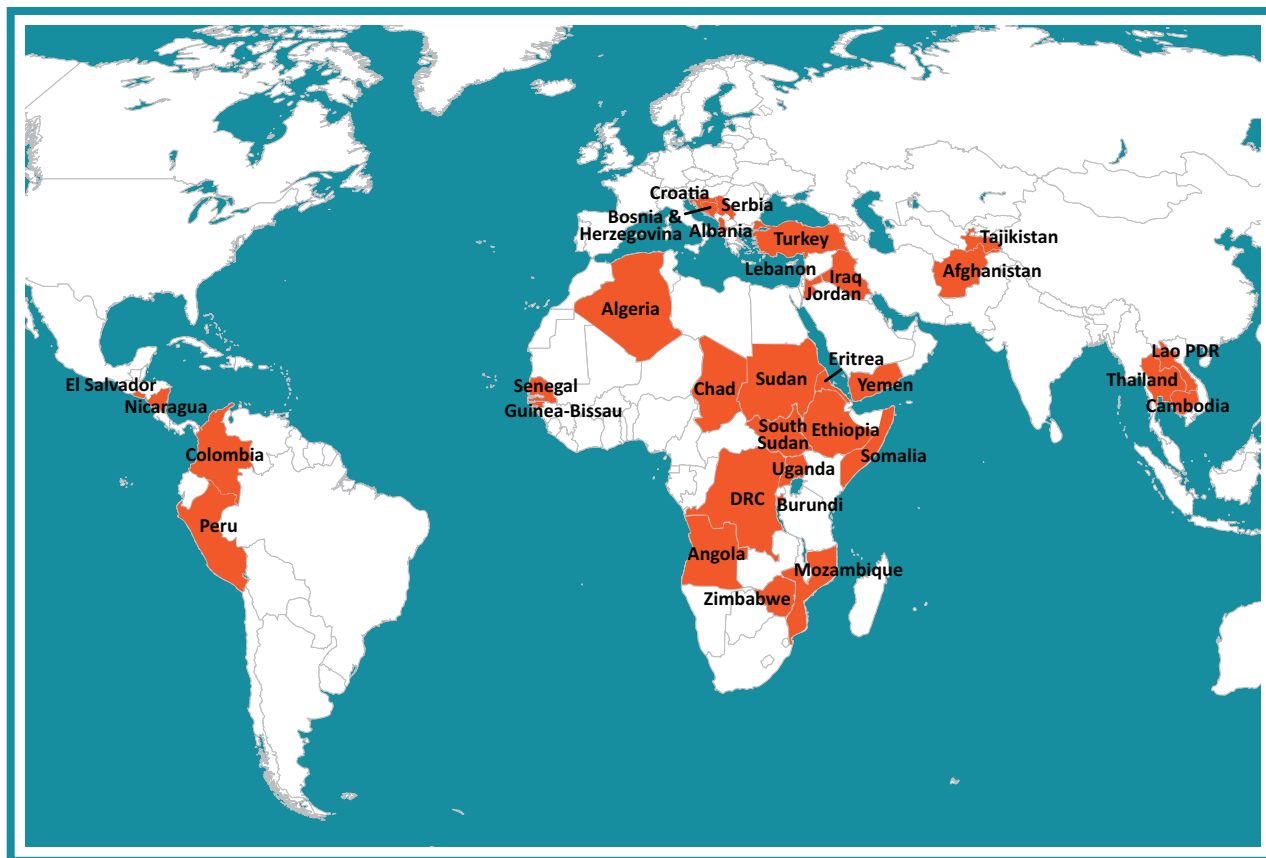 Croatia
Serbia
Bosnia &
Herzegovina
Albania
Turkey
Tajikistan
Lebanon
Iraq
Afghanistan
Jordan
Algeria
Lao PDR
Eritrea
Thailand
El Salvador
Senegal
Chad
Sudan
Yemen
Nicaragua
Guinea-Bissau
Cambodia
South
Sudan
Ethiopia
Colombia
Somalia
Uganda
DRC
Burundi
Peru
Angola
Mozambique
Zimbabwe